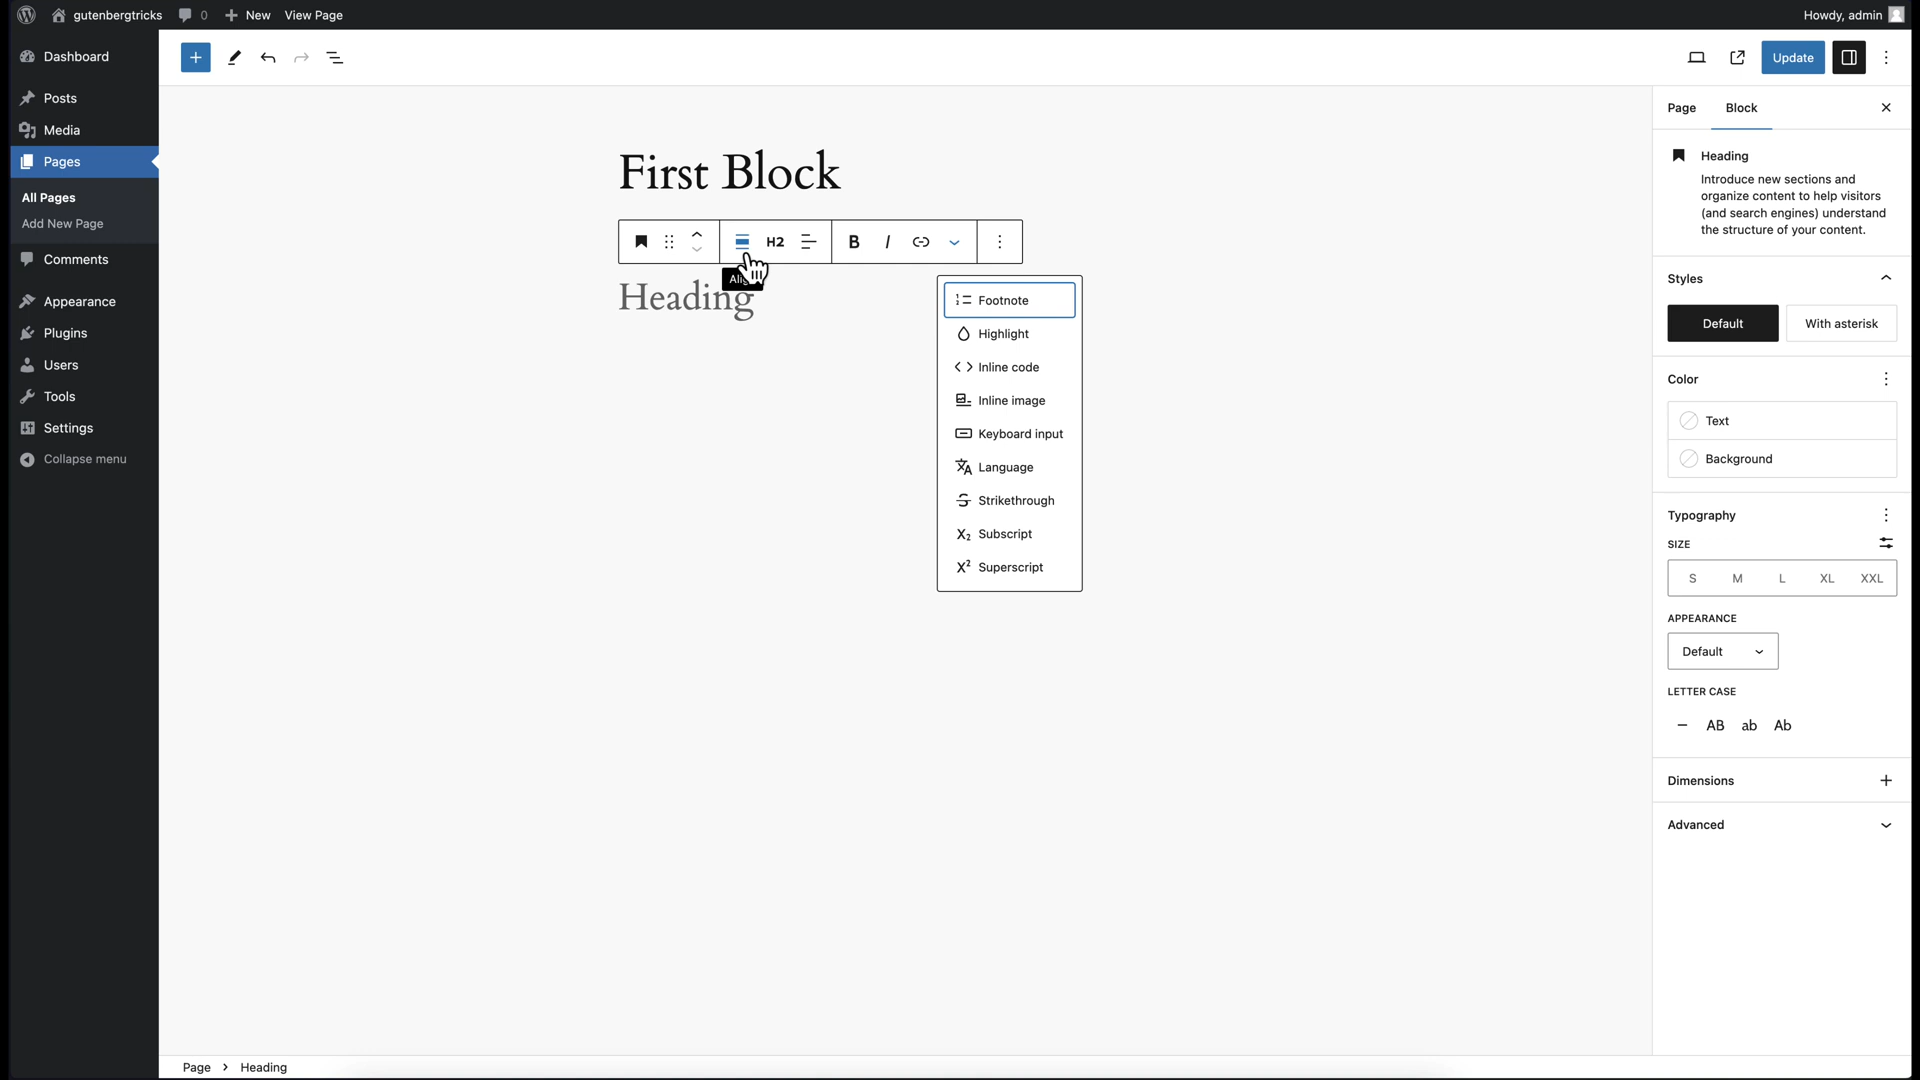 gutenbergtricks 0 New View Page Howdy, admin
Dashboard
Posts
Media
Pages
All Pages
Add New Page
Comments
Appearance
Plugins
Users
Tools
Settings
Collapse menu
Update
First Block
H2 B I
Heading
Footnote
Highlight
Inline code
Inline image
Keyboard input
Language
Strikethrough
Subscript
Superscript
Page Block
Heading
Introduce new sections and
organize content to help visitors
(and search engines) understand
the structure of your content.
Styles
Default With asterisk
Color
Text
Background
Typography
SIZE
S M L XL XXL
APPEARANCE
Default
LETTER CASE
— AB ab Ab
Dimensions
Advanced
Page > Heading